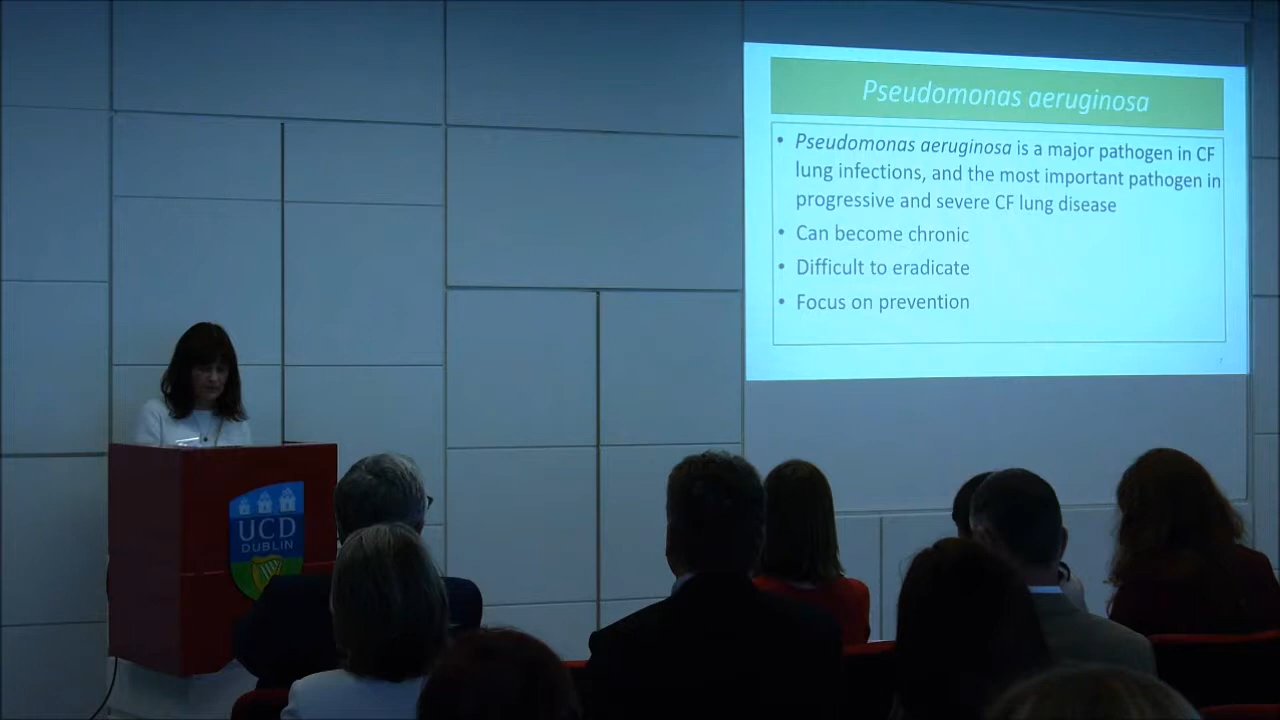 Pseudomonas aeruginosa
• Pseudomonas aeruginosa is a major pathogen in CF
lung infections, and the most important pathogen in
progressive and severe CF lung disease
• Can become chronic
• Difficult to eradicate
• Focus on prevention
UCD
DUBLIN